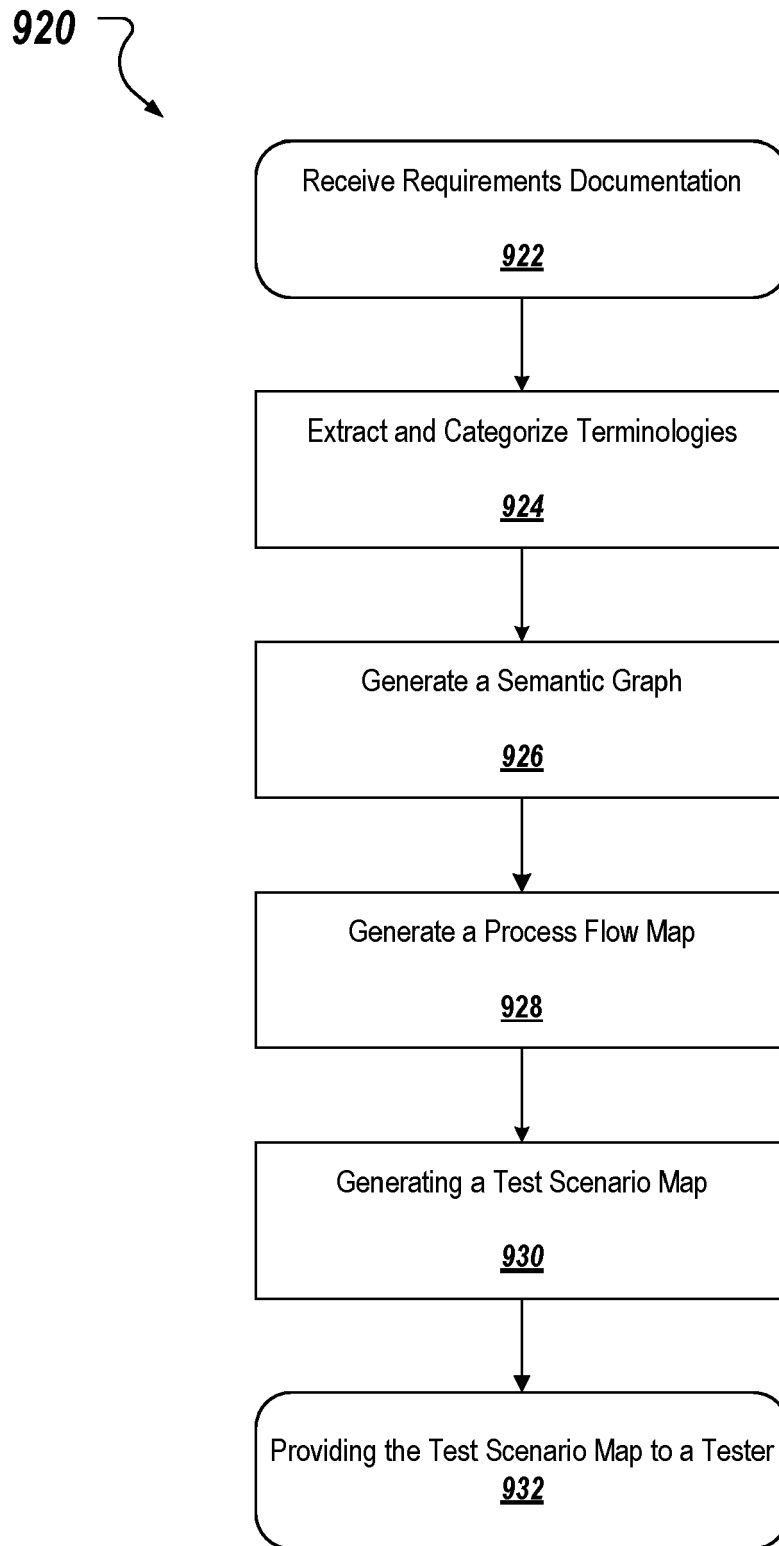 920
Receive Requirements Documentation
922
Extract and Categorize Terminologies
924
Generate a Semantic Graph
926
Generate a Process Flow Map
928
Generating a Test Scenario Map
930
Providing the Test Scenario Map to a Tester
932